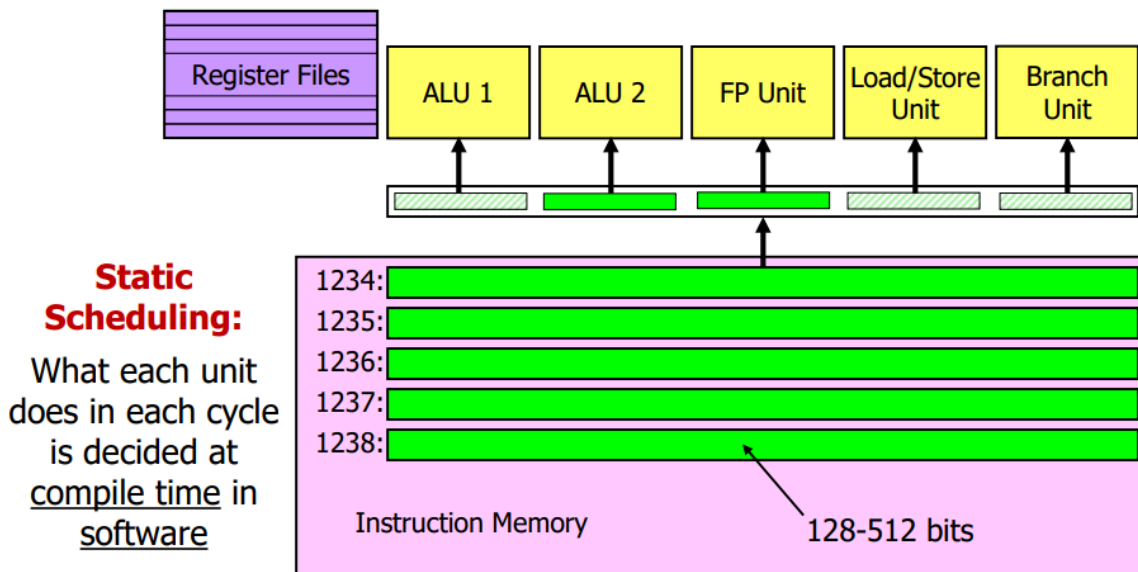 Register Files
ALU 1
ALU 2
FP Unit
Load/Store
Unit
Branch
Unit
Static
Scheduling:
What each unit
does in each cycle
is decided at
compile time in
software
1234:
1235:
1236:
1237:
1238:
Instruction Memory
128-512 bits